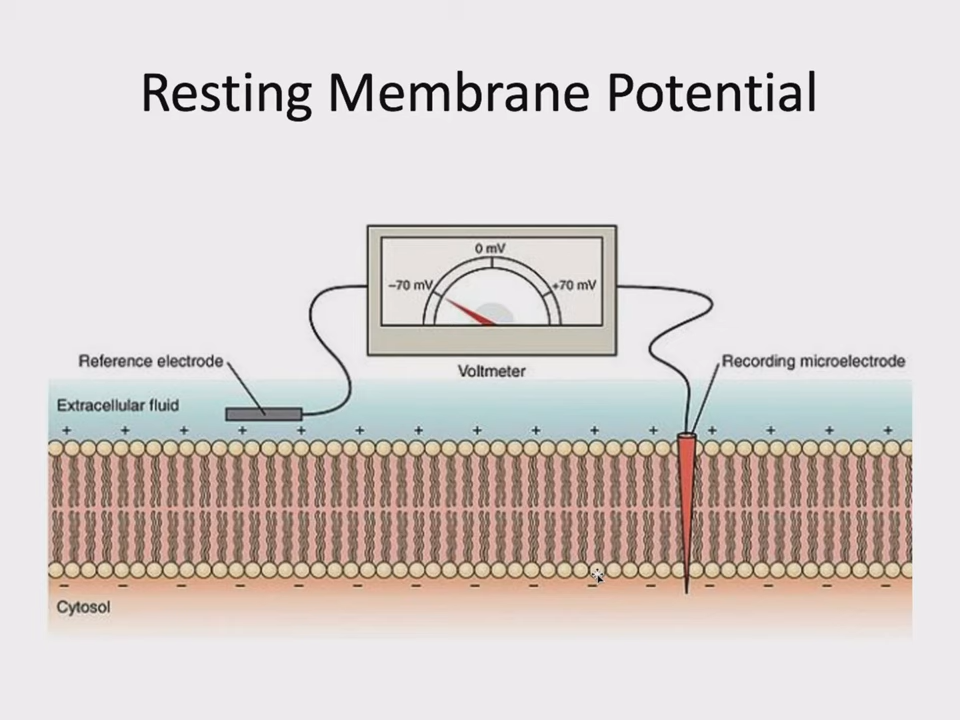 Resting Membrane Potential
0 mV
−70 mV
+70 mV
Reference electrode
Voltmeter
Recording microelectrode
Extracellular fluid
+ + + + + + + + + + + + + + +
− − − − − − − − − − − − − − −
Cytosol